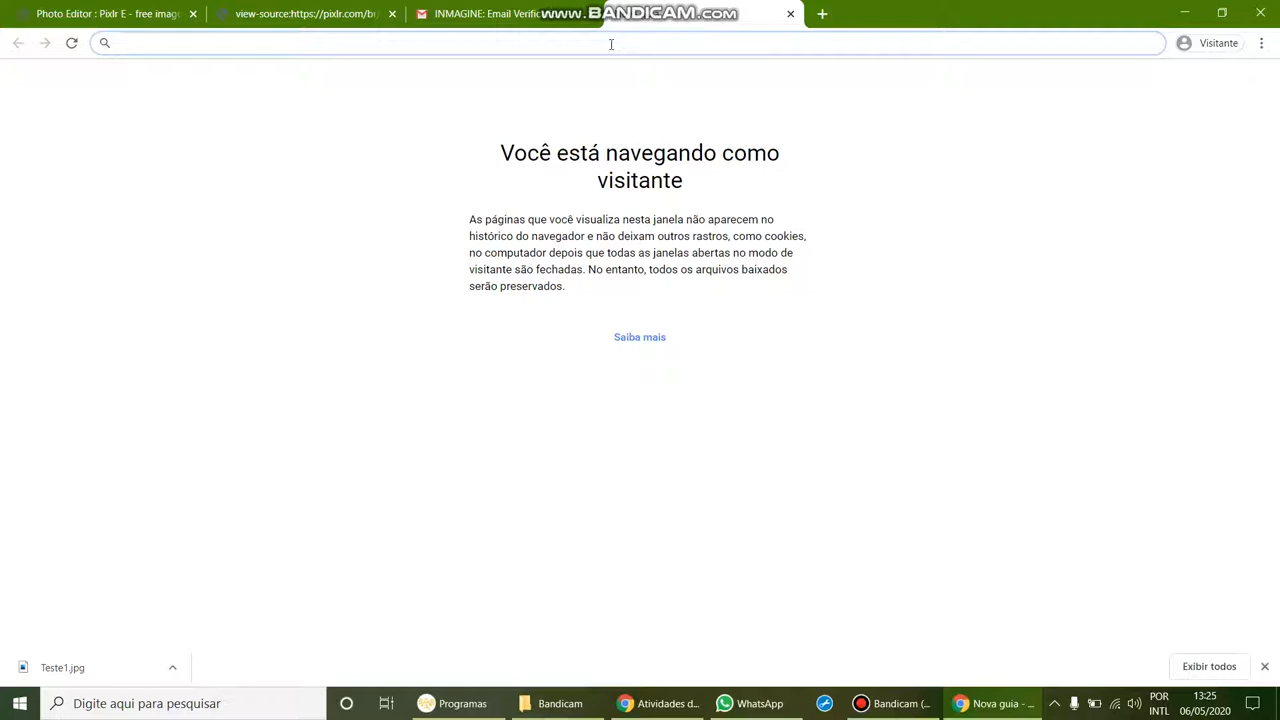 Photo Editor : Pixlr E - free imag
view-source:https://pixlr.com/br
INMAGINE: Email Verific
www.BANDICAM.com
Visitante
Você está navegando como
visitante
As páginas que você visualiza nesta janela não aparecem no
histórico do navegador e não deixam outros rastros, como cookies,
no computador depois que todas as janelas abertas no modo de
visitante são fechadas. No entanto, todos os arquivos baixados
serão preservados.
Saiba mais
Teste1.jpg
Exibir todos
Digite aqui para pesquisar
Programas
Bandicam
Atividades d...
WhatsApp
Bandicam (...
Nova guia - ...
POR
INTL
13:25
06/05/2020